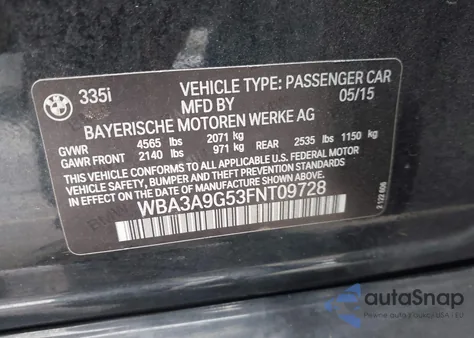 335i
VEHICLE TYPE: PASSENGER CAR
MFD BY 05/15
BAYERISCHE MOTOREN WERKE AG
GVWR 4565 lbs 2071 kg
GAWR FRONT 2140 lbs 971 kg REAR 2535 lbs 1150 kg
THIS VEHICLE CONFORMS TO ALL APPLICABLE U.S. FEDERAL MOTOR
VEHICLE SAFETY, BUMPER AND THEFT PREVENTION STANDARDS IN
EFFECT ON THE DATE OF MANUFACTURE SHOWN ABOVE.
WBA3A9G53FNT09728
autoSnap